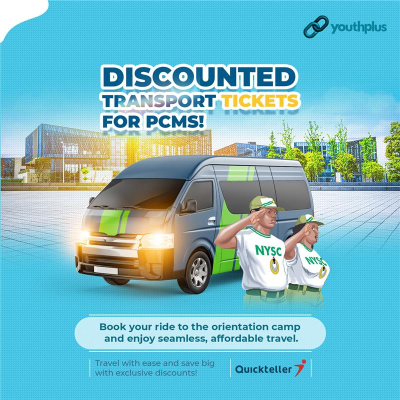 youthplus
DISCOUNTED
TRANSPORT TICKETS
FOR PCMS!
NYSC
NYSC
Book your ride to the orientation camp
and enjoy seamless, affordable travel.
Travel with ease and save big
with exclusive discounts!
Quickteller